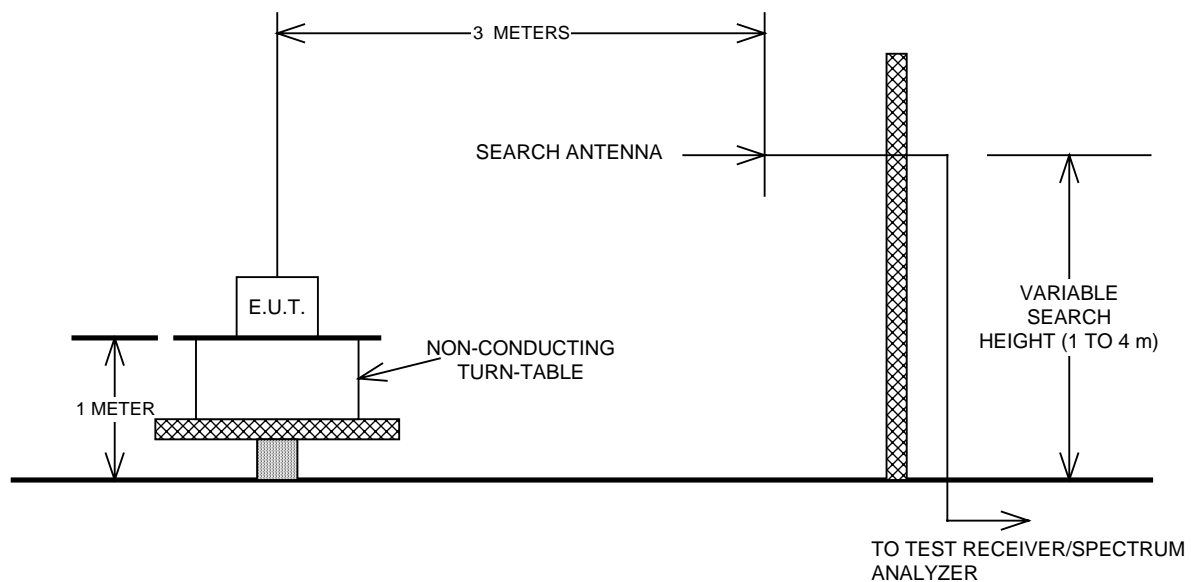 3 METERS
SEARCH ANTENNA
E.U.T.
VARIABLE
SEARCH
HEIGHT (1 TO 4 m)
NON-CONDUCTING
TURN-TABLE
1 METER
TO TEST RECEIVER/SPECTRUM
ANALYZER